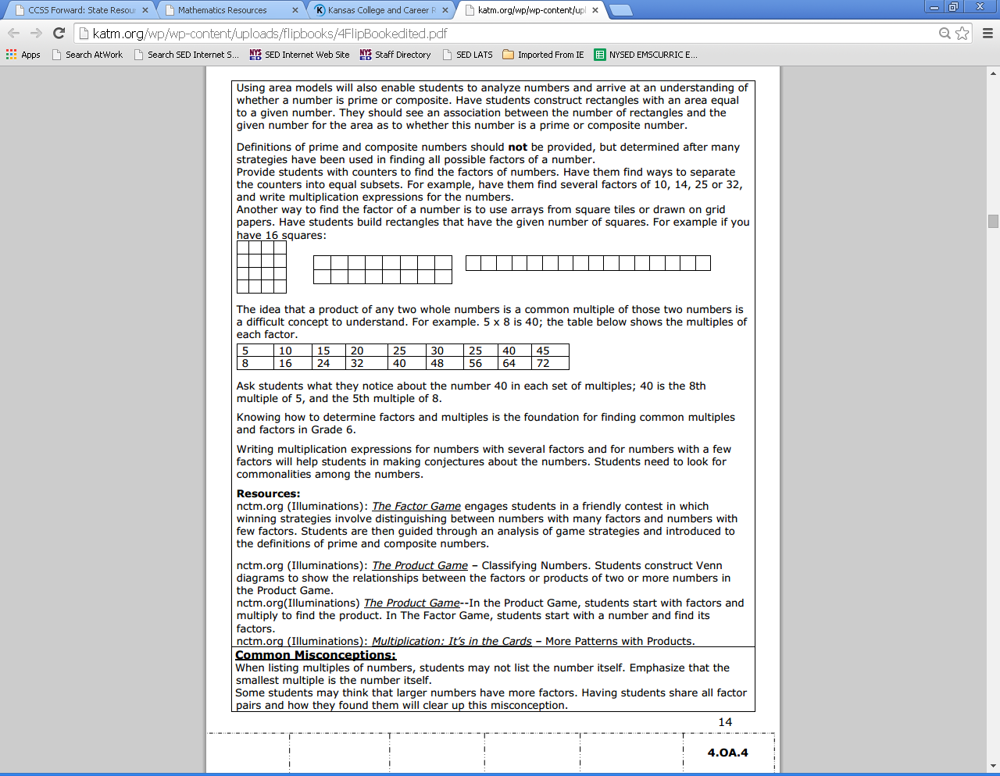 CCSS Forward: State Resour
Mathematics Resources
Kansas College and Career R
katm.org/wp/wp-content/upl
katm.org/wp/wp-content/uploads/flipbooks/4FlipBookedited.pdf
Apps
Search AtWork
Search SED Internet S...
NYS ED SED Internet Web Site
NYS ED Staff Directory
SED LATS
Imported From IE
NYSED EMSCURRIC E...
Using area models will also enable students to analyze numbers and arrive at an understanding of
whether a number is prime or composite. Have students construct rectangles with an area equal
to a given number. They should see an association between the number of rectangles and the
given number for the area as to whether this number is a prime or composite number.
Definitions of prime and composite numbers should not be provided, but determined after many
strategies have been used in finding all possible factors of a number.
Provide students with counters to find the factors of numbers. Have them find ways to separate
the counters into equal subsets. For example, have them find several factors of 10, 14, 25 or 32,
and write multiplication expressions for the numbers.
Another way to find the factor of a number is to use arrays from square tiles or drawn on grid
papers. Have students build rectangles that have the given number of squares. For example if you
have 16 squares:
The idea that a product of any two whole numbers is a common multiple of those two numbers is
a difficult concept to understand. For example. 5 x 8 is 40; the table below shows the multiples of
each factor.
5 10 15 20 25 30 25 40 45
8 16 24 32 40 48 56 64 72
Ask students what they notice about the number 40 in each set of multiples; 40 is the 8th
multiple of 5, and the 5th multiple of 8.
Knowing how to determine factors and multiples is the foundation for finding common multiples
and factors in Grade 6.
Writing multiplication expressions for numbers with several factors and for numbers with a few
factors will help students in making conjectures about the numbers. Students need to look for
commonalities among the numbers.
Resources:
nctm.org (Illuminations): The Factor Game engages students in a friendly contest in which
winning strategies involve distinguishing between numbers with many factors and numbers with
few factors. Students are then guided through an analysis of game strategies and introduced to
the definitions of prime and composite numbers.
nctm.org (Illuminations): The Product Game – Classifying Numbers. Students construct Venn
diagrams to show the relationships between the factors or products of two or more numbers in
the Product Game.
nctm.org(Illuminations) The Product Game--In the Product Game, students start with factors and
multiply to find the product. In The Factor Game, students start with a number and find its
factors.
nctm.org (Illuminations): Multiplication: It's in the Cards – More Patterns with Products.
Common Misconceptions:
When listing multiples of numbers, students may not list the number itself. Emphasize that the
smallest multiple is the number itself.
Some students may think that larger numbers have more factors. Having students share all factor
pairs and how they found them will clear up this misconception.
14
4.OA.4